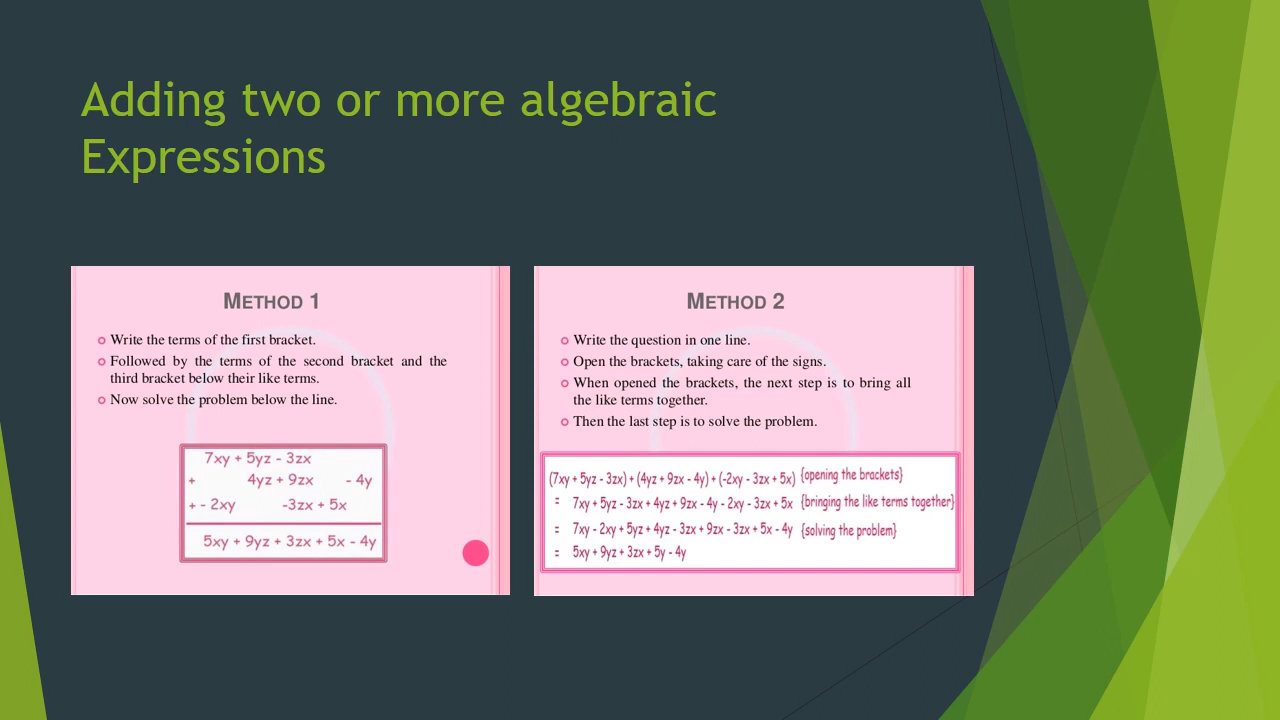 Adding two or more algebraic
Expressions
METHOD 1
Write the terms of the first bracket.
Followed by the terms of the second bracket and the
third bracket below their like terms.
Now solve the problem below the line.
7xy + 5yz - 3zx
+ 4yz + 9zx - 4y
+ - 2xy -3zx + 5x
5xy + 9yz + 3zx + 5x - 4y
METHOD 2
Write the question in one line.
Open the brackets, taking care of the signs.
When opened the brackets, the next step is to bring all
the like terms together.
Then the last step is to solve the problem.
(7xy + 5yz - 3zx) + (4yz + 9zx - 4y) + (-2xy - 3zx + 5x) {opening the brackets}
= 7xy + 5yz - 3zx + 4yz + 9zx - 4y - 2xy - 3zx + 5x {bringing the like terms together}
= 7xy - 2xy + 5yz + 4yz - 3zx + 9zx - 3zx + 5x - 4y {solving the problem}
= 5xy + 9yz + 3zx + 5y - 4y